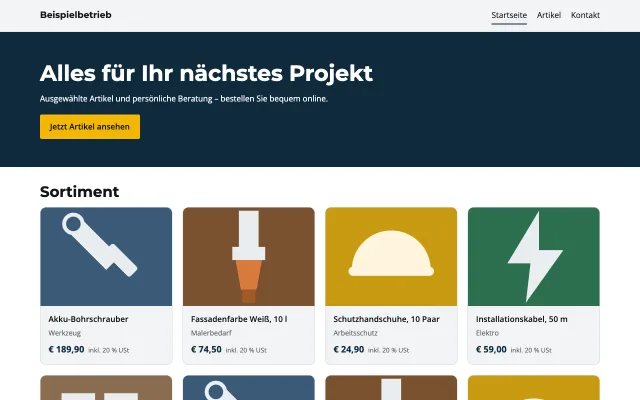 Beispielbetrieb
Startseite Artikel Kontakt
Alles für Ihr nächstes Projekt
Ausgewählte Artikel und persönliche Beratung – bestellen Sie bequem online.
Jetzt Artikel ansehen
Sortiment
Akku-Bohrschrauber
Werkzeug
€ 189,90 inkl. 20 % USt
Fassadenfarbe Weiß, 10 l
Malerbedarf
€ 74,50 inkl. 20 % USt
Schutzhandschuhe, 10 Paar
Arbeitsschutz
€ 24,90 inkl. 20 % USt
Installationskabel, 50 m
Elektro
€ 59,00 inkl. 20 % USt